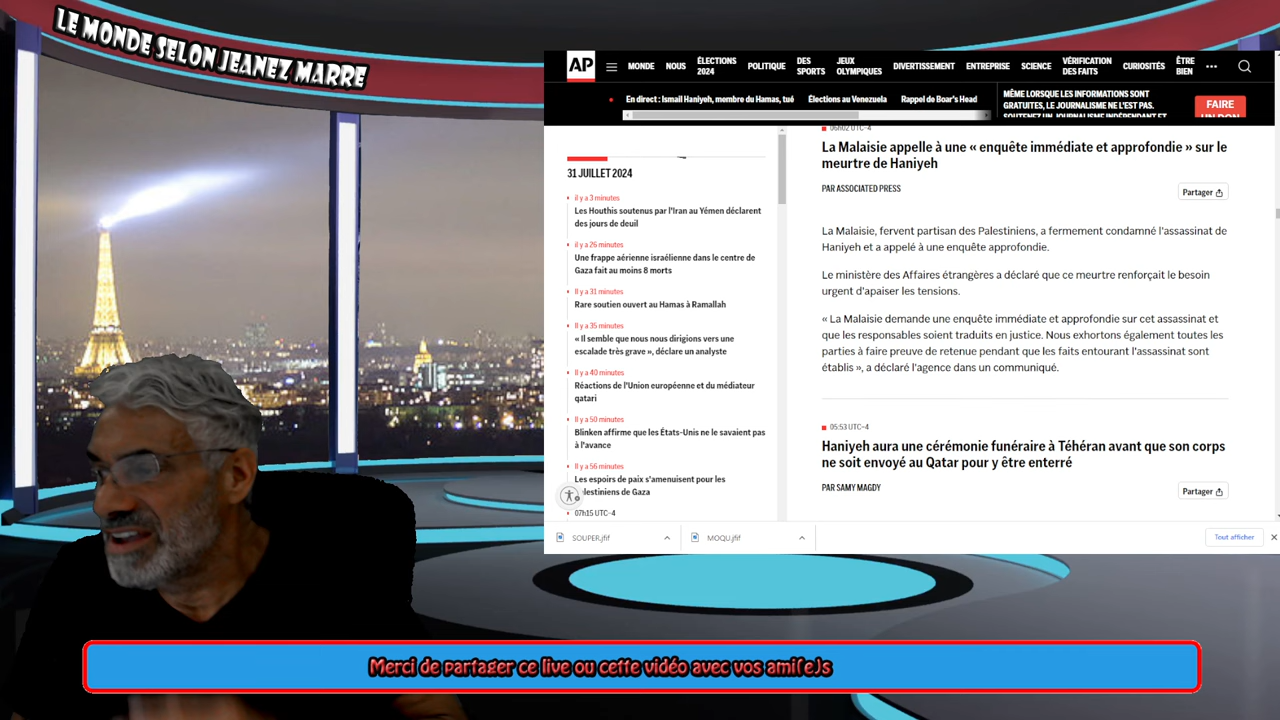 LE MONDE SELON JEANEZ MARRE
AP
MONDE
NOUS
ÉLECTIONS
2024
POLITIQUE
DES
SPORTS
JEUX
OLYMPIQUES
DIVERTISSEMENT
ENTREPRISE
SCIENCE
VÉRIFICATION
DES FAITS
CURIOSITÉS
ÊTRE
BIEN
En direct : Ismail Haniyeh, membre du Hamas, tué
Élections au Venezuela
Rappel de Boar's Head
MÊME LORSQUE LES INFORMATIONS SONT
GRATUITES, LE JOURNALISME NE L'EST PAS.
SOUTENEZ UN JOURNALISME INDÉPENDANT ET
FAIRE
UN DON
31 JUILLET 2024
il y a 3 minutes
Les Houthis soutenus par l'Iran au Yémen déclarent
des jours de deuil
il y a 26 minutes
Une frappe aérienne israélienne dans le centre de
Gaza fait au moins 8 morts
Il y a 31 minutes
Rare soutien ouvert au Hamas à Ramallah
Il y a 35 minutes
« Il semble que nous nous dirigions vers une
escalade très grave », déclare un analyste
Il y a 40 minutes
Réactions de l'Union européenne et du médiateur
qatari
Il y a 50 minutes
Blinken affirme que les États-Unis ne le savaient pas
à l'avance
Il y a 56 minutes
Les espoirs de paix s'amenuisent pour les
Palestiniens de Gaza
07h15 UTC−4
06h02 UTC−4
La Malaisie appelle à une « enquête immédiate et approfondie » sur le
meurtre de Haniyeh
PAR ASSOCIATED PRESS
Partager
La Malaisie, fervent partisan des Palestiniens, a fermement condamné l'assassinat de
Haniyeh et a appelé à une enquête approfondie.
Le ministère des Affaires étrangères a déclaré que ce meurtre renforçait le besoin
urgent d'apaiser les tensions.
« La Malaisie demande une enquête immédiate et approfondie sur cet assassinat et
que les responsables soient traduits en justice. Nous exhortons également toutes les
parties à faire preuve de retenue pendant que les faits entourant l'assassinat sont
établis », a déclaré l'agence dans un communiqué.
05:53 UTC−4
Haniyeh aura une cérémonie funéraire à Téhéran avant que son corps
ne soit envoyé au Qatar pour y être enterré
PAR SAMY MAGDY
Partager
SOUPER.jfif
MOQU.jfif
Tout afficher
Merci de partager ce live ou cette vidéo avec vos ami(e)s